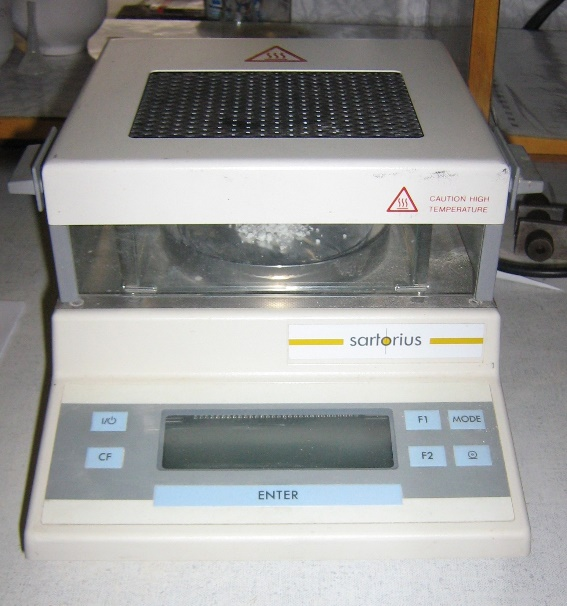 CAUTION HIGH
TEMPERATURE
sartorius
I/⏻
F1
MODE
CF
F2
ENTER